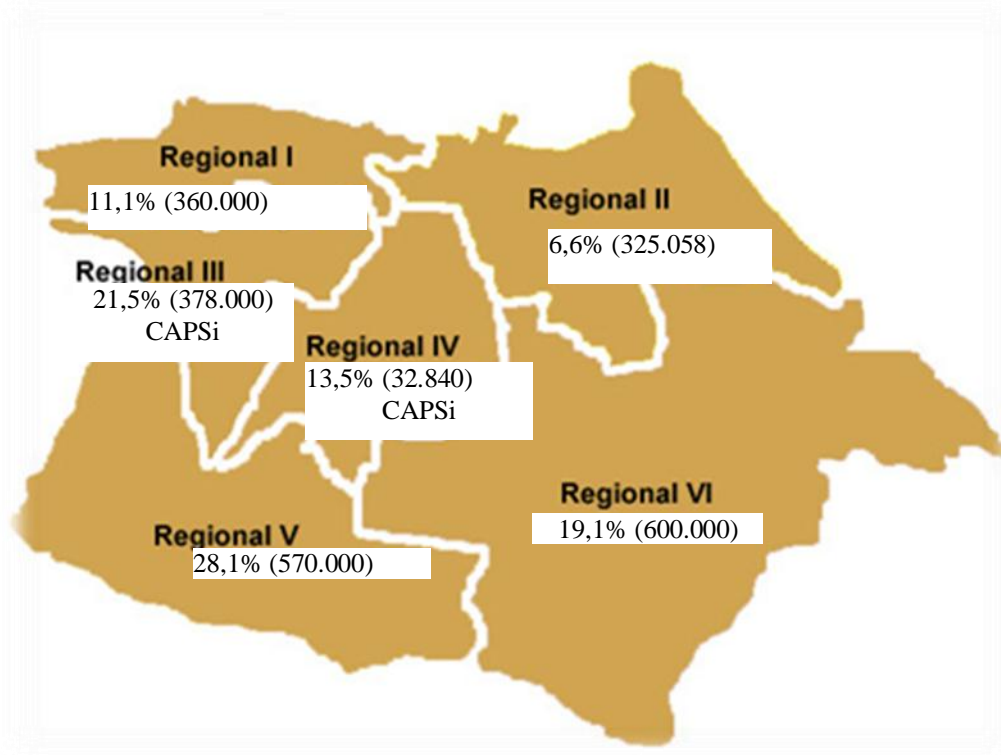 Regional I
11,1% (360.000)
Regional II
6,6% (325.058)
Regional III
21,5% (378.000)
CAPSi
Regional IV
13,5% (32.840)
CAPSi
Regional V
28,1% (570.000)
Regional VI
19,1% (600.000)